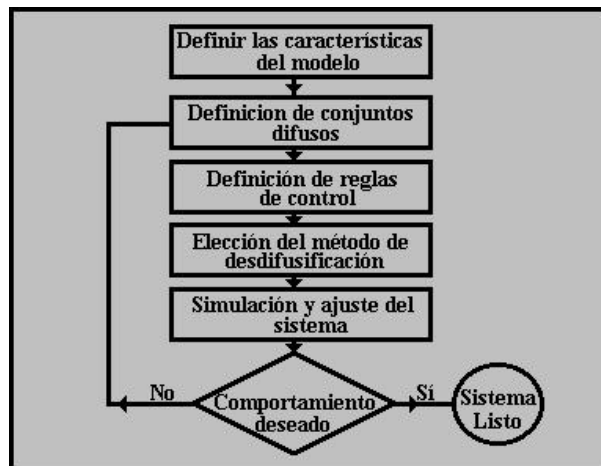 Definir las características
del modelo
Definicion de conjuntos
difusos
Definición de reglas
de control
Elección del método de
desdifusificación
Simulación y ajuste del
sistema
No
Comportamiento
deseado
Sí
Sistema
Listo